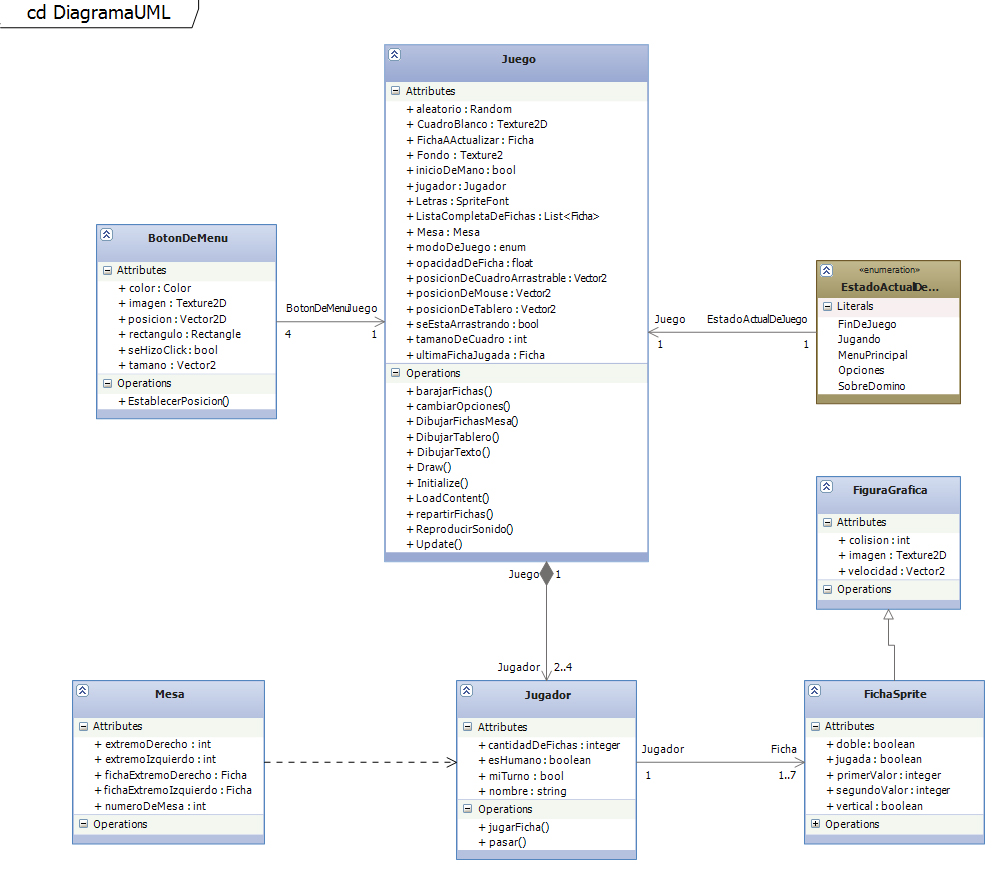 cd DiagramaUML
Juego
Attributes
+ aleatorio : Random
+ CuadroBlanco : Texture2D
+ FichaAActualizar : Ficha
+ Fondo : Texture2
+ inicioDeMano : bool
+ jugador : Jugador
+ Letras : SpriteFont
+ ListaCompletaDeFichas : List<Ficha>
+ Mesa : Mesa
+ modoDeJuego : enum
+ opacidadDeFicha : float
+ posicionDeCuadroArrastrable : Vector2
+ posicionDeMouse : Vector2
+ posicionDeTablero : Vector2
+ seEstaArrastrando : bool
+ tamanoDeCuadro : int
+ ultimaFichaJugada : Ficha
Operations
+ barajarFichas()
+ cambiarOpciones()
+ DibujarFichasMesa()
+ DibujarTablero()
+ DibujarTexto()
+ Draw()
+ Initialize()
+ LoadContent()
+ repartirFichas()
+ ReproducirSonido()
+ Update()
BotonDeMenu
Attributes
+ color : Color
+ imagen : Texture2D
+ posicion : Vector2D
+ rectangulo : Rectangle
+ seHizoClick : bool
+ tamano : Vector2
Operations
+ EstablecerPosicion()
BotonDeMenu Juego
4 1
«enumeration»
EstadoActualDe...
Literals
FinDeJuego
Jugando
MenuPrincipal
Opciones
SobreDomino
Juego EstadoActualDeJuego
1 1
FiguraGrafica
Attributes
+ colision : int
+ imagen : Texture2D
+ velocidad : Vector2
Operations
Juego 1
Jugador 2..4
Mesa
Attributes
+ extremoDerecho : int
+ extremoIzquierdo : int
+ fichaExtremoDerecho : Ficha
+ fichaExtremoIzquierdo : Ficha
+ numeroDeMesa : int
Operations
Jugador
Attributes
+ cantidadDeFichas : integer
+ esHumano : boolean
+ miTurno : bool
+ nombre : string
Operations
+ jugarFicha()
+ pasar()
Jugador Ficha
1 1..7
FichaSprite
Attributes
+ doble : boolean
+ jugada : boolean
+ primerValor : integer
+ segundoValor : integer
+ vertical : boolean
Operations